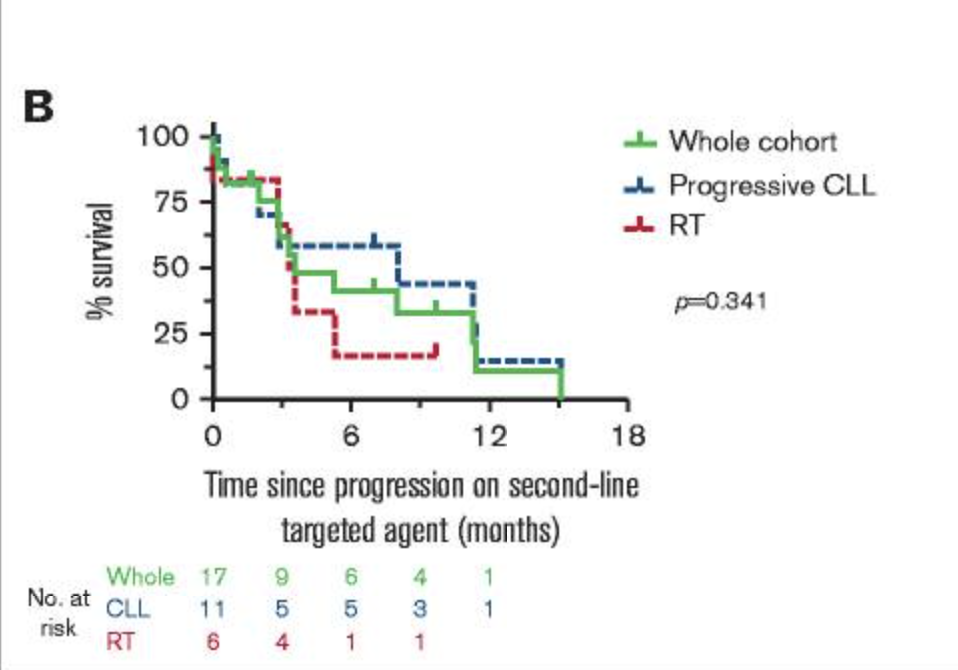 B
100
75
50
25
0
% survival
0 6 12 18
Time since progression on second-line
targeted agent (months)
Whole cohort
Progressive CLL
RT
p=0.341
No. at
risk
Whole 17 9 6 4 1
CLL 11 5 5 3 1
RT 6 4 1 1